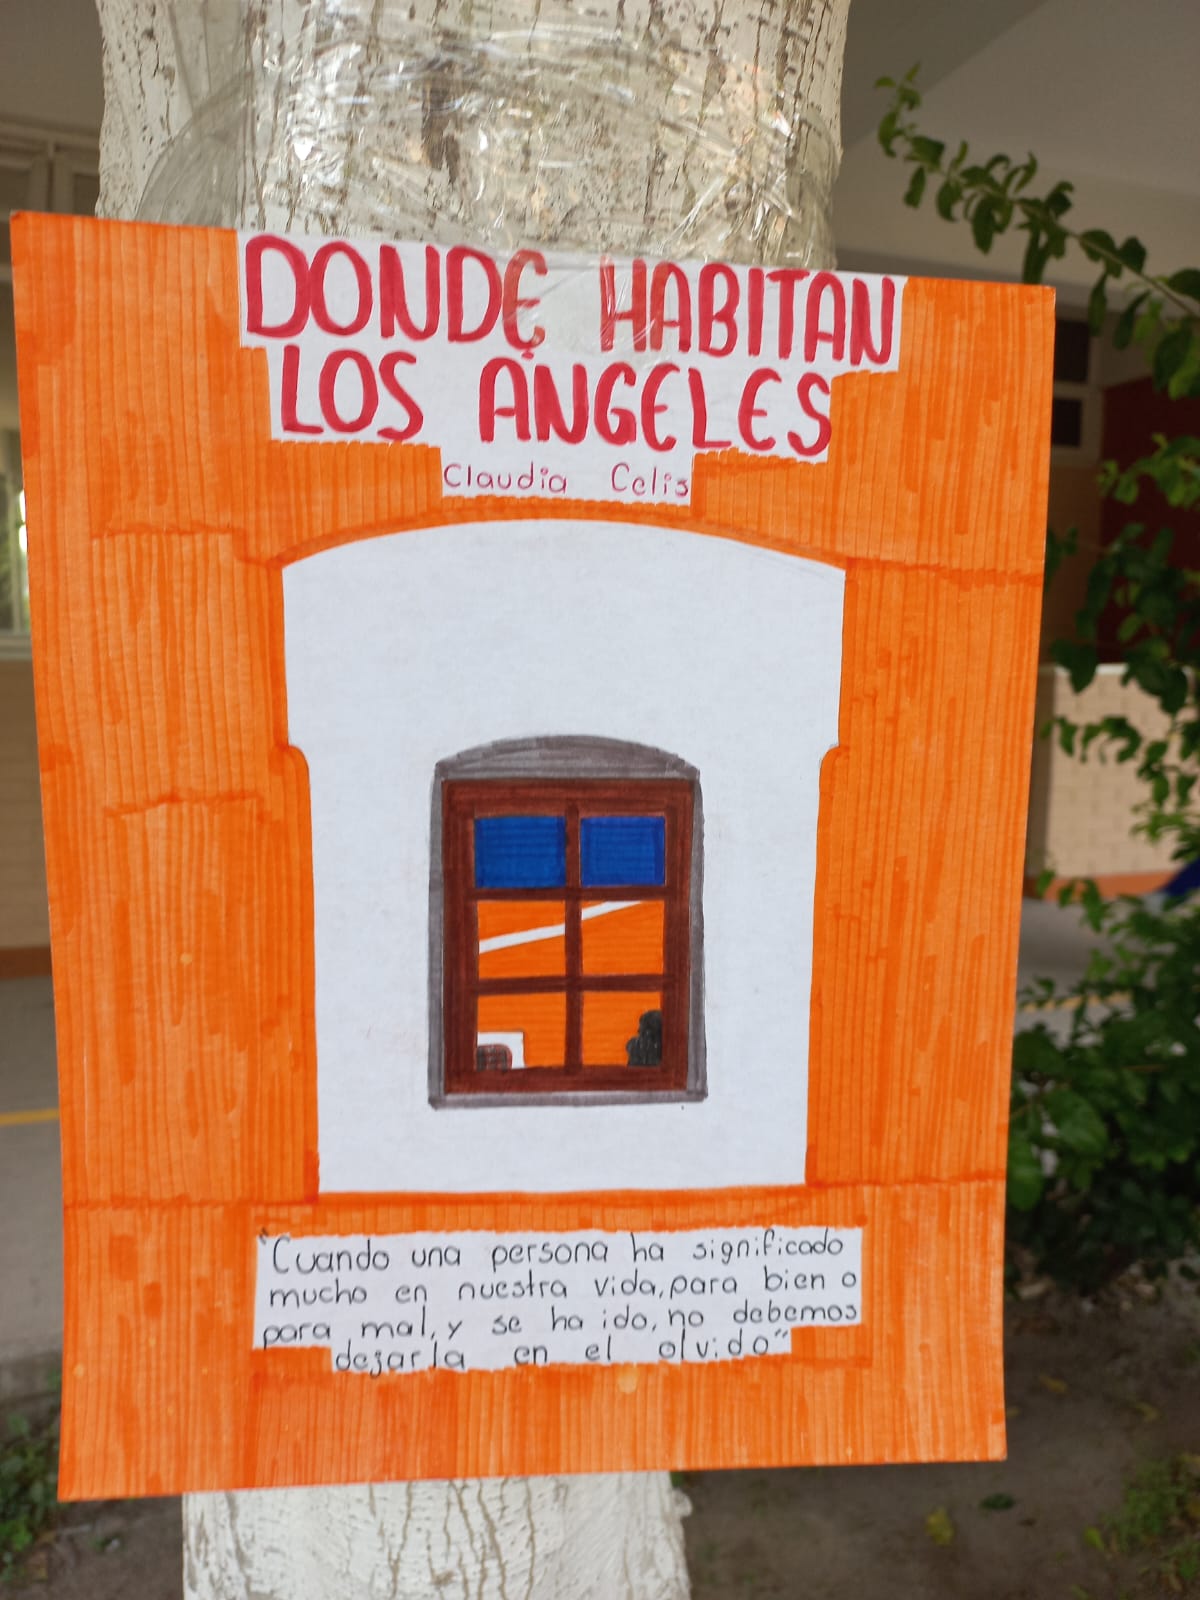 DONDE HABITAN
LOS ÁNGELES
Claudia Celis
"Cuando una persona ha significado
mucho en nuestra vida, para bien o
para mal, y se ha ido, no debemos
dejarla en el olvido"